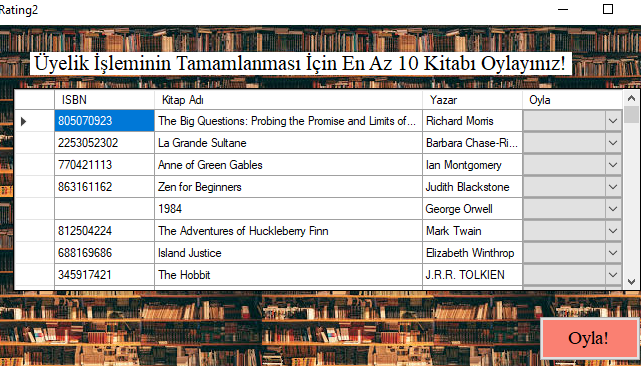 Rating2
Üyelik İşleminin Tamamlanması İçin En Az 10 Kitabı Oylayınız!
ISBN Kitap Adı Yazar Oyla
805070923 The Big Questions: Probing the Promise and Limits of... Richard Morris
2253052302 La Grande Sultane Barbara Chase-Ri...
770421113 Anne of Green Gables Ian Montgomery
863161162 Zen for Beginners Judith Blackstone
1984 George Orwell
812504224 The Adventures of Huckleberry Finn Mark Twain
688169686 Island Justice Elizabeth Winthrop
345917421 The Hobbit J.R.R. TOLKIEN
Oyla!